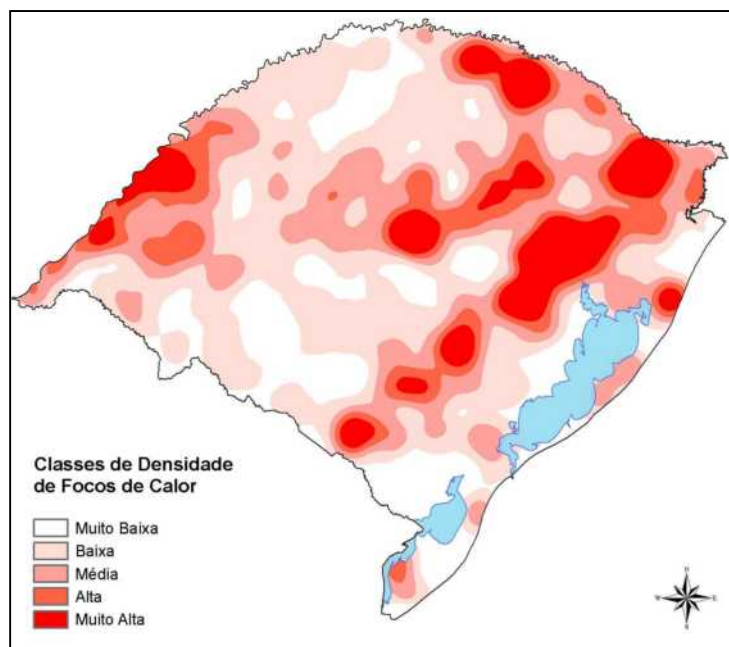 Classes de Densidade
de Focos de Calor
Muito Baixa
Baixa
Média
Alta
Muito Alta